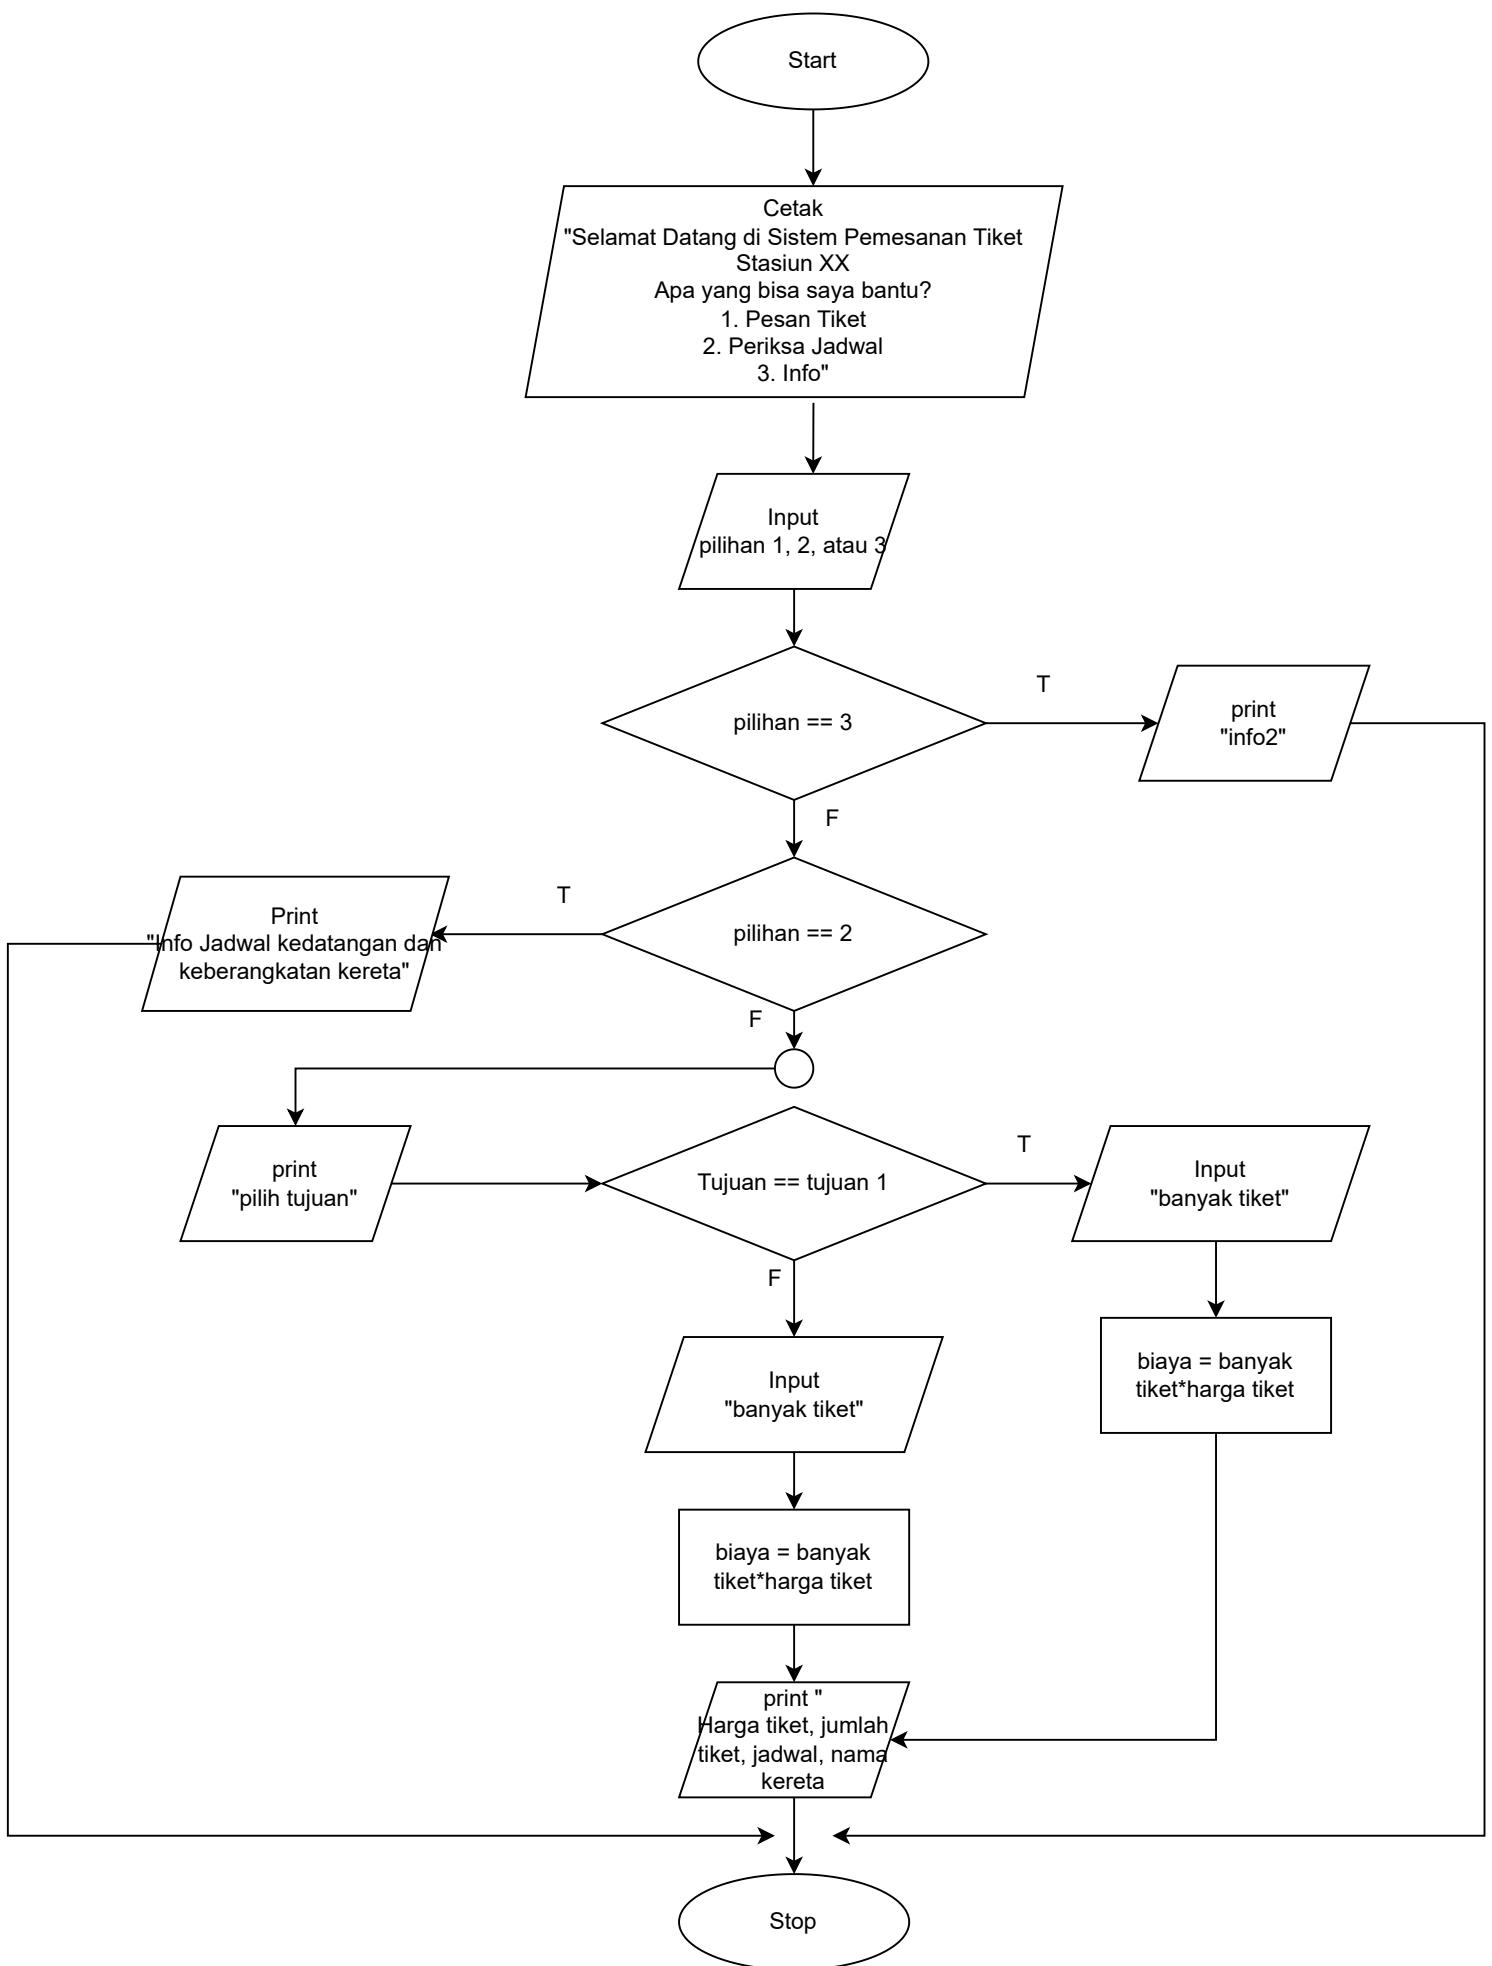 Start
Cetak
"Selamat Datang di Sistem Pemesanan Tiket
Stasiun XX
Apa yang bisa saya bantu?
1. Pesan Tiket
2. Periksa Jadwal
3. Info"
Input
pilihan 1, 2, atau 3
pilihan == 3
T
print
"info2"
F
pilihan == 2
T
Print
"Info Jadwal kedatangan dan
keberangkatan kereta"
F
print
"pilih tujuan"
Tujuan == tujuan 1
T
Input
"banyak tiket"
biaya = banyak
tiket*harga tiket
F
Input
"banyak tiket"
biaya = banyak
tiket*harga tiket
print "
Harga tiket, jumlah
tiket, jadwal, nama
kereta
Stop